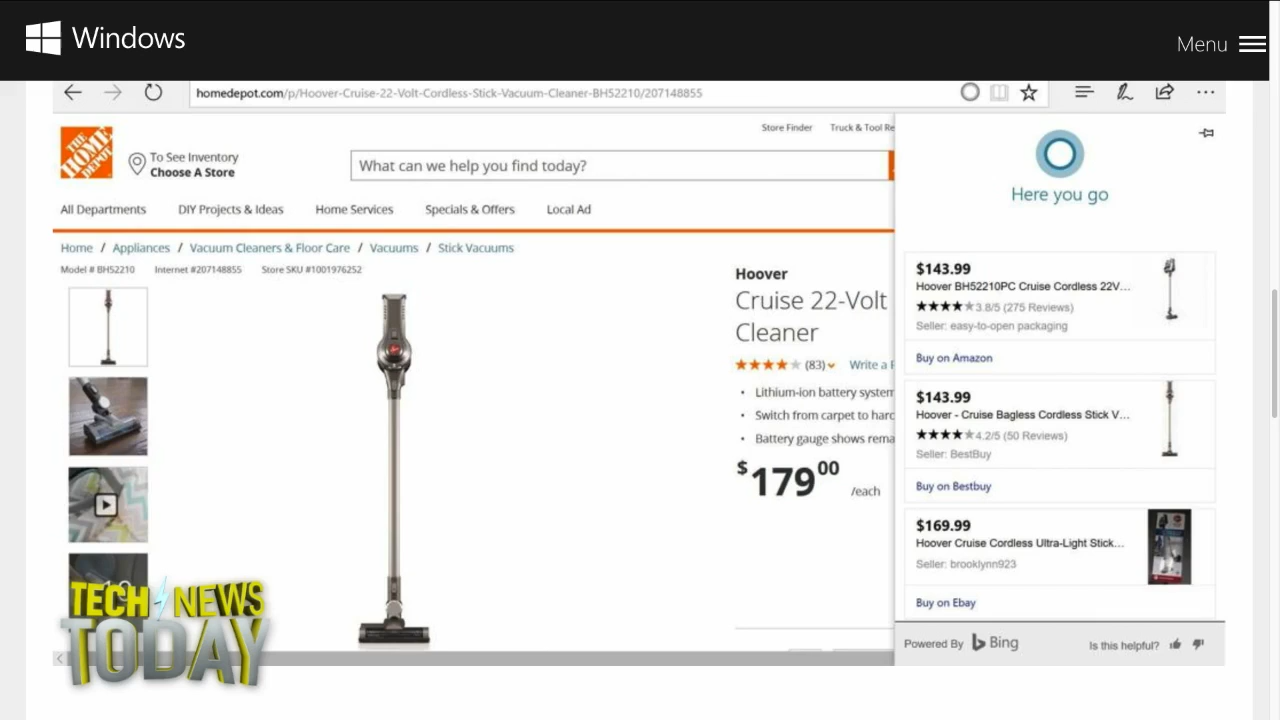 Windows
Menu
homedepot.com/p/Hoover-Cruise-22-Volt-Cordless-Stick-Vacuum-Cleaner-BH52210/207148855
THE HOME DEPOT
To See Inventory
Choose A Store
Store Finder Truck & Tool Re
What can we help you find today?
All Departments DIY Projects & Ideas Home Services Specials & Offers Local Ad
Home / Appliances / Vacuum Cleaners & Floor Care / Vacuums / Stick Vacuums
Model # BH52210 Internet #207148855 Store SKU #1001976252
Hoover
Cruise 22-Volt
Cleaner
(83) Write a
• Lithium-ion battery system
• Switch from carpet to hard
• Battery gauge shows rema
$179 00 /each
Here you go
$143.99
Hoover BH52210PC Cruise Cordless 22V...
3.8/5 (275 Reviews)
Seller: easy-to-open packaging
Buy on Amazon
$143.99
Hoover - Cruise Bagless Cordless Stick V...
4.2/5 (50 Reviews)
Seller: BestBuy
Buy on Bestbuy
$169.99
Hoover Cruise Cordless Ultra-Light Stick...
Seller: brooklynn923
Buy on Ebay
Powered By Bing
Is this helpful?
TECH NEWS
TODAY